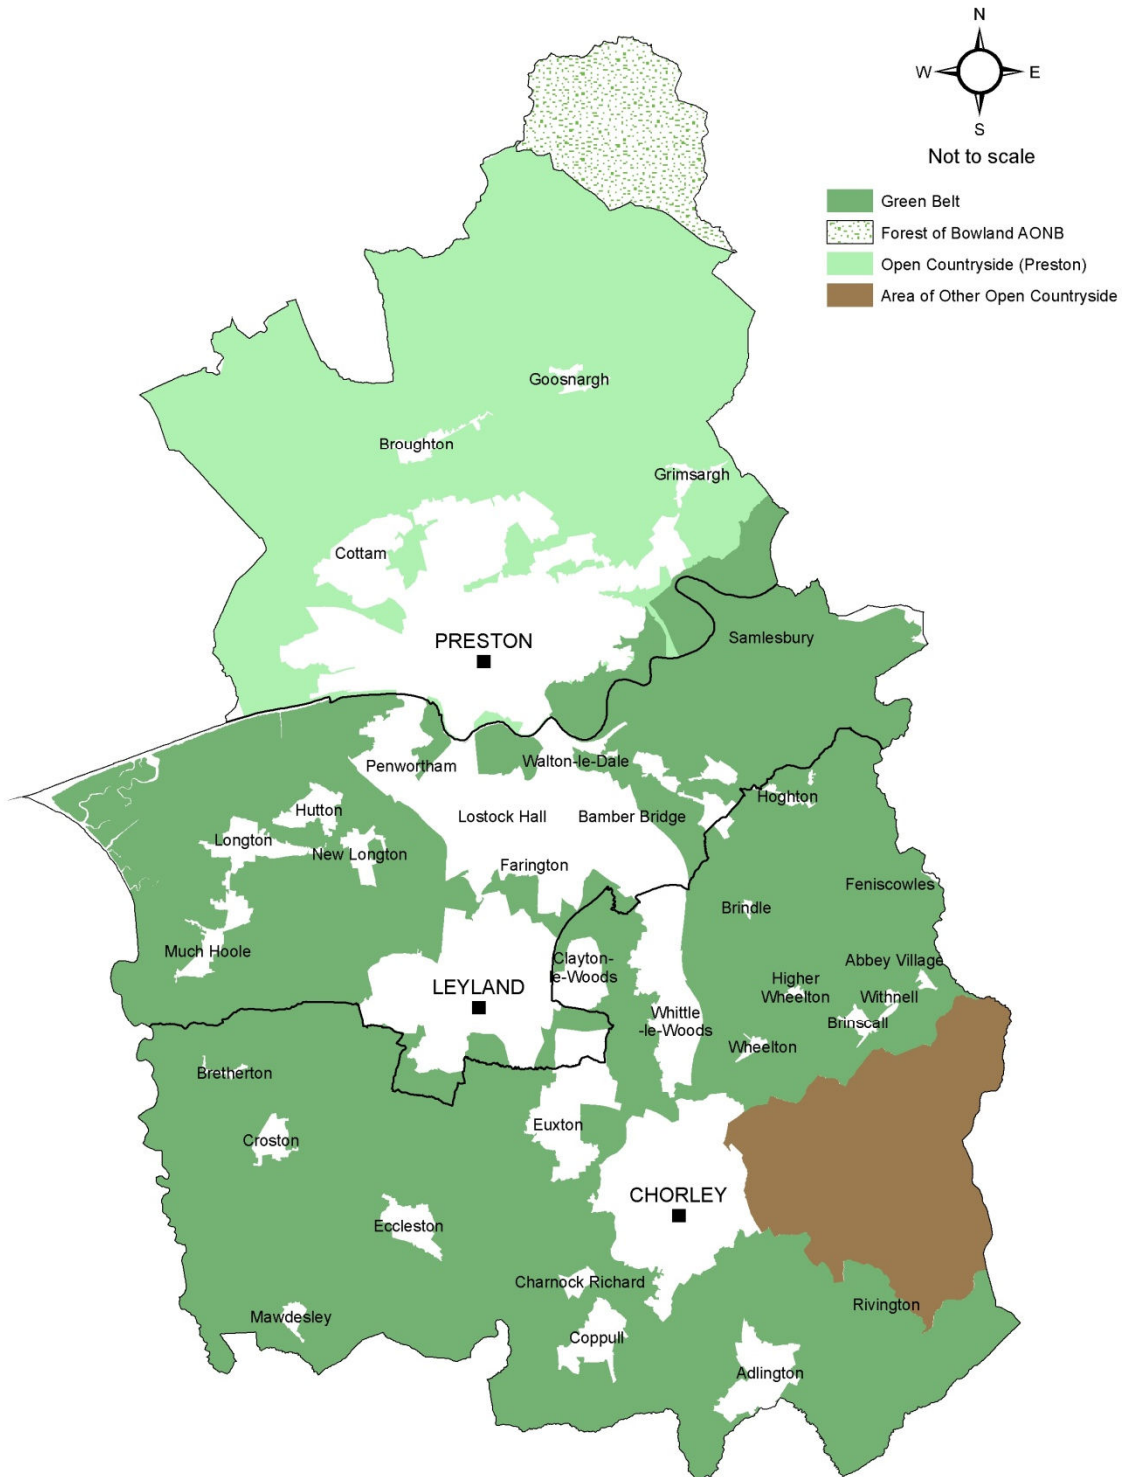 N
W E
S
Not to scale
Green Belt
Forest of Bowland AONB
Open Countryside (Preston)
Area of Other Open Countryside
Goosnargh
Broughton
Grimsargh
Cottam
PRESTON
Samlesbury
Penwortham
Walton-le-Dale
Hoghton
Hutton
Lostock Hall
Bamber Bridge
Longton
New Longton
Farington
Feniscowles
Brindle
Much Hoole
Clayton-
le-Woods
Abbey Village
LEYLAND
Higher
Wheelton
Withnell
Whittle
-le-Woods
Brinscall
Wheelton
Bretherton
Euxton
Croston
CHORLEY
Eccleston
Charnock Richard
Rivington
Mawdesley
Coppull
Adlington